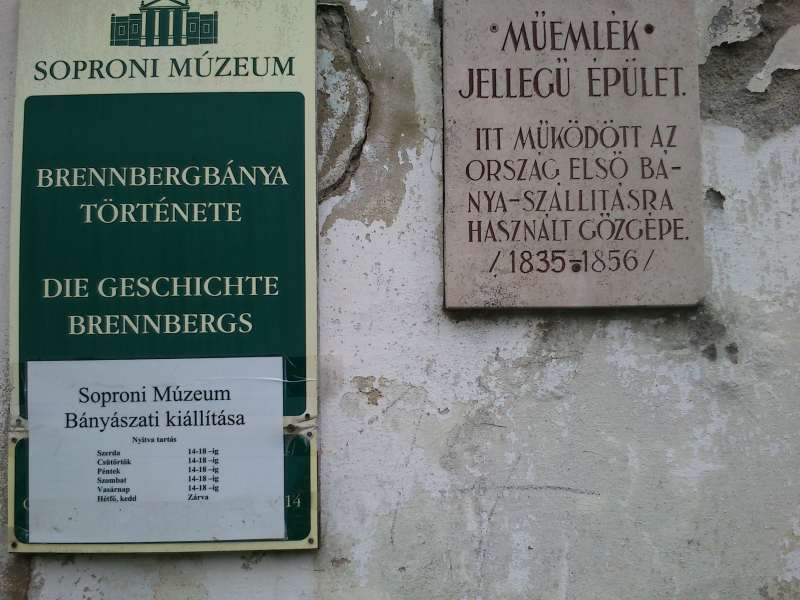 SOPRONI MÚZEUM
BRENNBERGBÁNYA
TÖRTÉNETE
DIE GESCHICHTE
BRENNBERGS
Soproni Múzeum
Bányászati kiállítása
Nyitva tartás
Szerda 14-18 –ig
Csütörtök 14-18 –ig
Péntek 14-18 –ig
Szombat 14-18 –ig
Vasárnap 14-18 –ig
Hétfő, kedd Zárva
14
MŰEMLÉK
JELLEGŰ ÉPÜLET.
ITT MŰKÖDÖTT AZ
ORSZÁG ELSŐ BÁ-
NYA-SZÁLLITÁSRA
HASZNÁLT GŐZGÉPE.
/1835-1856/